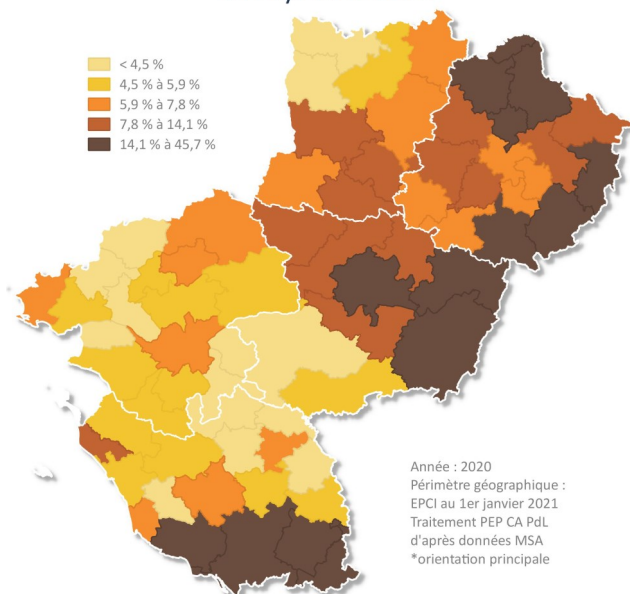 < 4,5 %
4,5 % à 5,9 %
5,9 % à 7,8 %
7,8 % à 14,1 %
14,1 % à 45,7 %
Année : 2020
Périmètre géographique :
EPCI au 1er janvier 2021
Traitement PEP CA PdL
d'après données MSA
*orientation principale